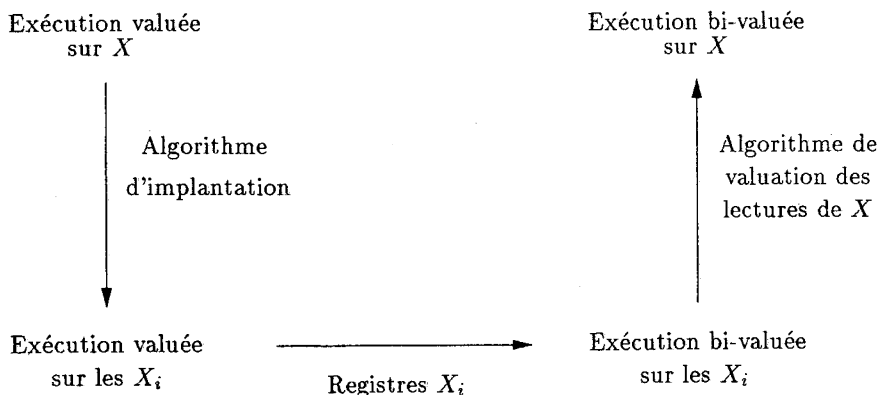 Exécution valuée
sur X
Exécution bi-valuée
sur X
Algorithme
d'implantation
Algorithme de
valuation des
lectures de X
Exécution valuée
sur les Xᵢ
Registres Xᵢ
Exécution bi-valuée
sur les Xᵢ